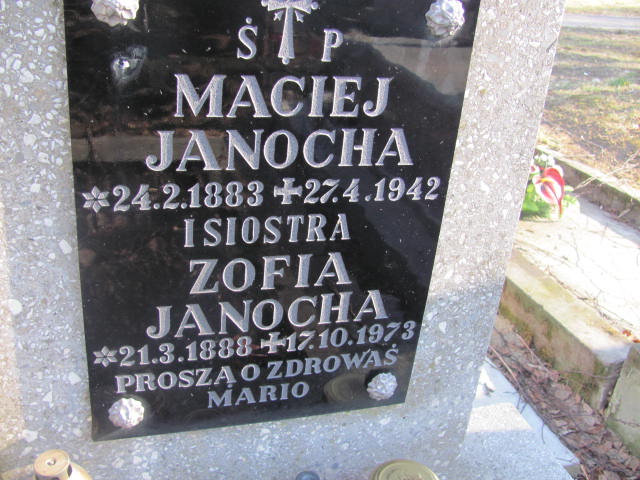 Ś P
MACIEJ
JANOCHA
* 24.2.1883 ✝ 27.4.1942
I SIOSTRA
ZOFIA
JANOCHA
* 21.3.1888 ✝ 17.10.1973
PROSZĄ O ZDROWAŚ
MARIO